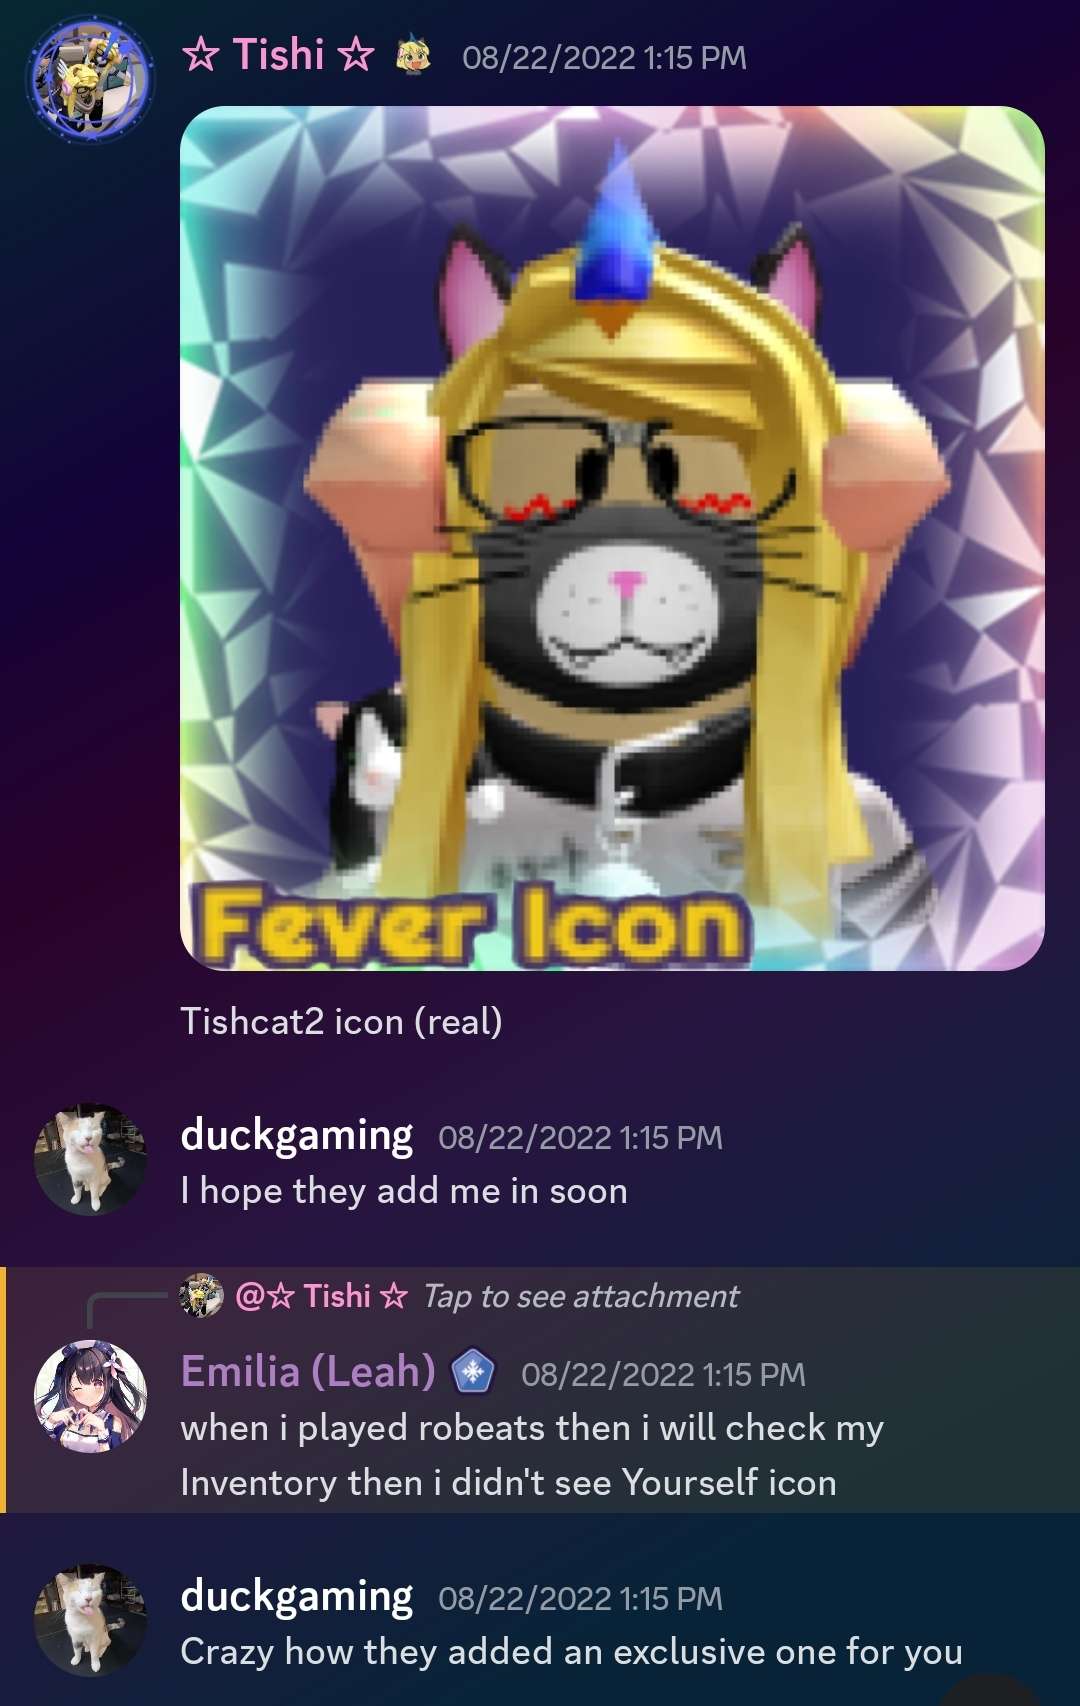 ☆ Tishi ☆ 08/22/2022 1:15 PM
Fever Icon
Tishcat2 icon (real)
duckgaming 08/22/2022 1:15 PM
I hope they add me in soon
@☆ Tishi ☆ Tap to see attachment
Emilia (Leah) 08/22/2022 1:15 PM
when i played robeats then i will check my
Inventory then i didn't see Yourself icon
duckgaming 08/22/2022 1:15 PM
Crazy how they added an exclusive one for you